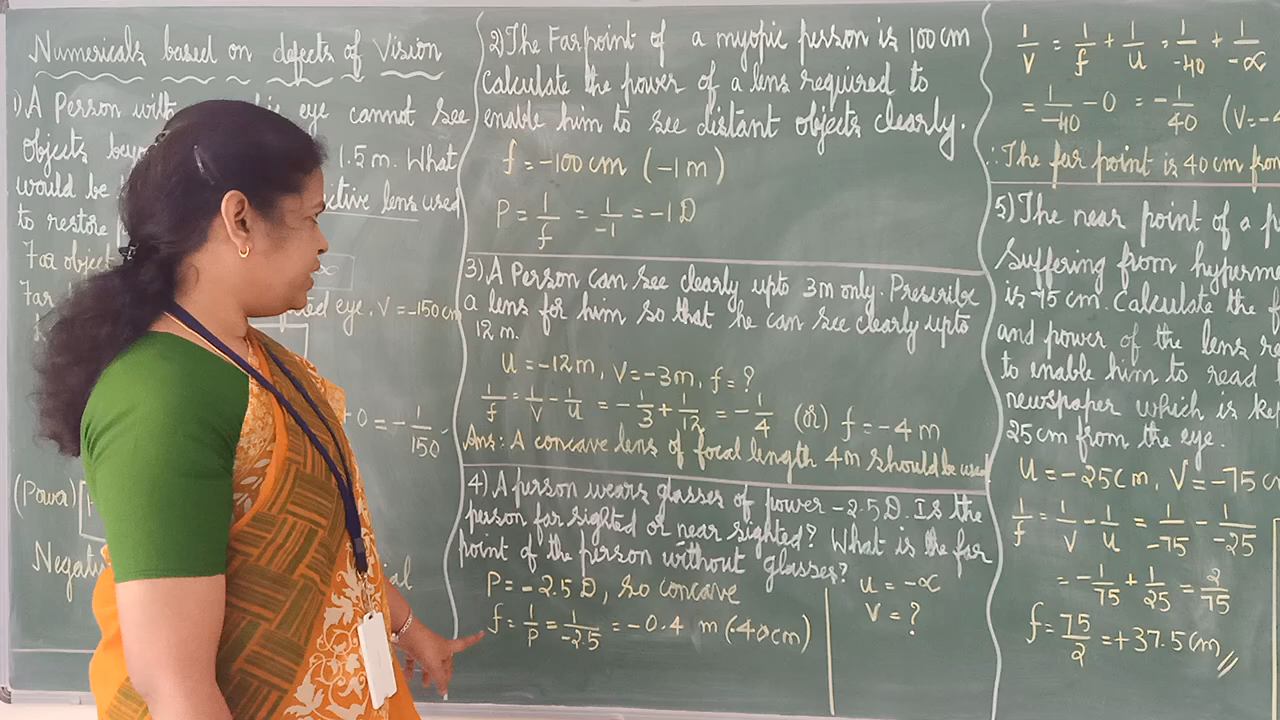 Numericals based on defects of Vision
1) A Person with eye cannot see
objects 1.5 m. What
would be lens used
to restore
For object
eye, V = -150 cm
+ 0 = -1/150
(Power)
2) The Far point of a myopic person is 100 cm
Calculate the power of a lens required to
enable him to see distant objects clearly.
f = -100 cm (-1 m)
P = 1/f = 1/-1 = -1 D
3) A Person can see clearly upto 3m only. Prescribe
a lens for him so that he can see clearly upto
12 m.
U = -12 m, V = -3 m, f = ?
1/f = 1/V - 1/U = -1/3 + 1/12 = -1/4 (or) f = -4 m
Ans: A concave lens of focal length 4m should be used
4) A person wears glasses of power -2.5 D. Is the
person far sighted or near sighted? What is the far
point of the person without glasses?
P = -2.5 D, so concave
f = 1/P = 1/-2.5 = -0.4 m (-40 cm)
u = -∝
V = ?
1/V = 1/f + 1/u = 1/-40 + 1/-∝
= 1/-40 - 0 = -1/40 (V = -4
∴ The far point is 40 cm from
5) The near point of a
Suffering from
is 75 cm. Calculate the
and power of the lens
to enable him to read
newspaper which is
25 cm from the eye.
U = -25 cm, V = -75 c
1/f = 1/V - 1/u = 1/-75 - 1/-25
= -1/75 + 1/25 = 2/75
f = 75/2 = +37.5 cm